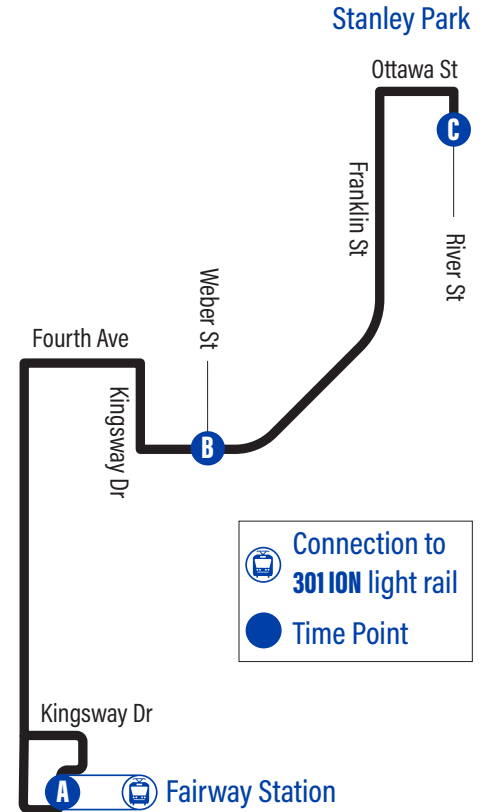 Stanley Park
Ottawa St
C
Franklin St
River St
Weber St
Fourth Ave
Kingsway Dr
B
Connection to
301 ION light rail
Time Point
Kingsway Dr
A
Fairway Station